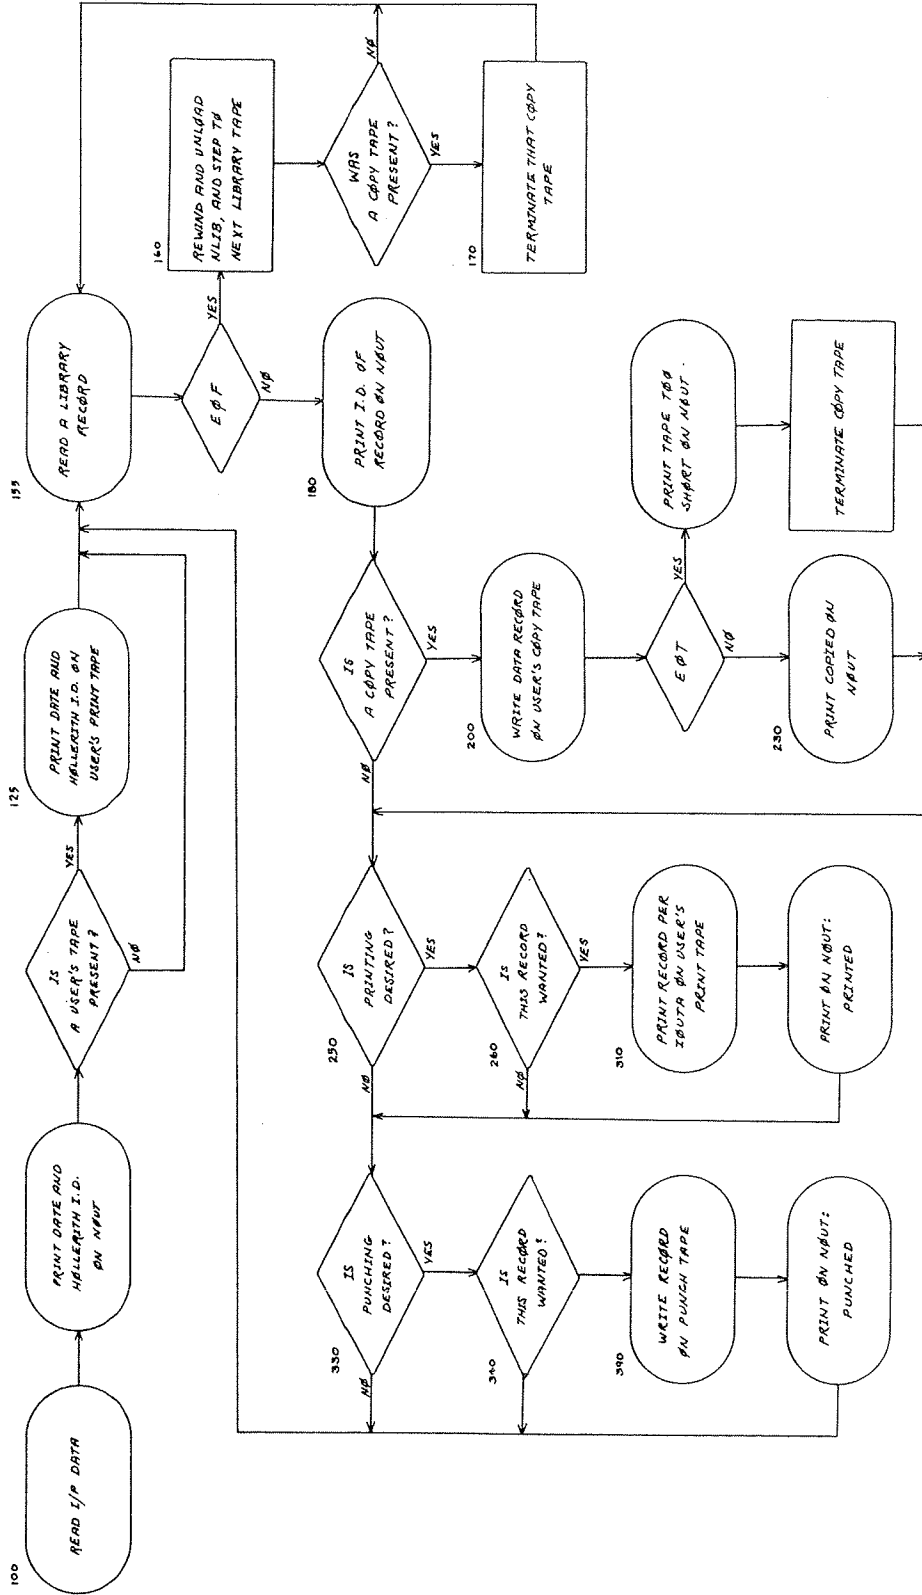 100
READ I/P DATA
PRINT DATE AND
HØLLERITH I.D.
ØN NØUT
IS
A USER'S TAPE
PRESENT?
YES
NØ
125
PRINT DATE AND
HØLLERITH I.D. ØN
USER'S PRINT TAPE
155
READ A LIBRARY
RECØRD
EØF
YES
NØ
160
REWIND AND UNLØAD
NLIB, AND STEP TØ
NEXT LIBRARY TAPE
WAS
A CØPY TAPE
PRESENT?
NØ
YES
170
TERMINATE THAT CØPY
TAPE
180
PRINT I.D. ØF
RECØRD ØN NØUT
IS
A CØPY TAPE
PRESENT?
NØ
YES
200
WRITE DATA RECØRD
ØN USER'S CØPY TAPE
EØT
YES
NØ
PRINT TAPE TØØ
SHØRT ØN NØUT.
TERMINATE CØPY TAPE
230
PRINT CØPIED ØN
NØUT
250
IS
PRINTING
DESIRED?
NØ
YES
260
IS
THIS RECØRD
WANTED?
NØ
YES
310
PRINT RECØRD PER
IØUTA ØN USER'S
PRINT TAPE
PRINT ØN NØUT:
PRINTED
330
IS
PUNCHING
DESIRED?
NØ
YES
340
IS
THIS RECØRD
WANTED?
390
WRITE RECØRD
ØN PUNCH TAPE
PRINT ØN NØUT:
PUNCHED